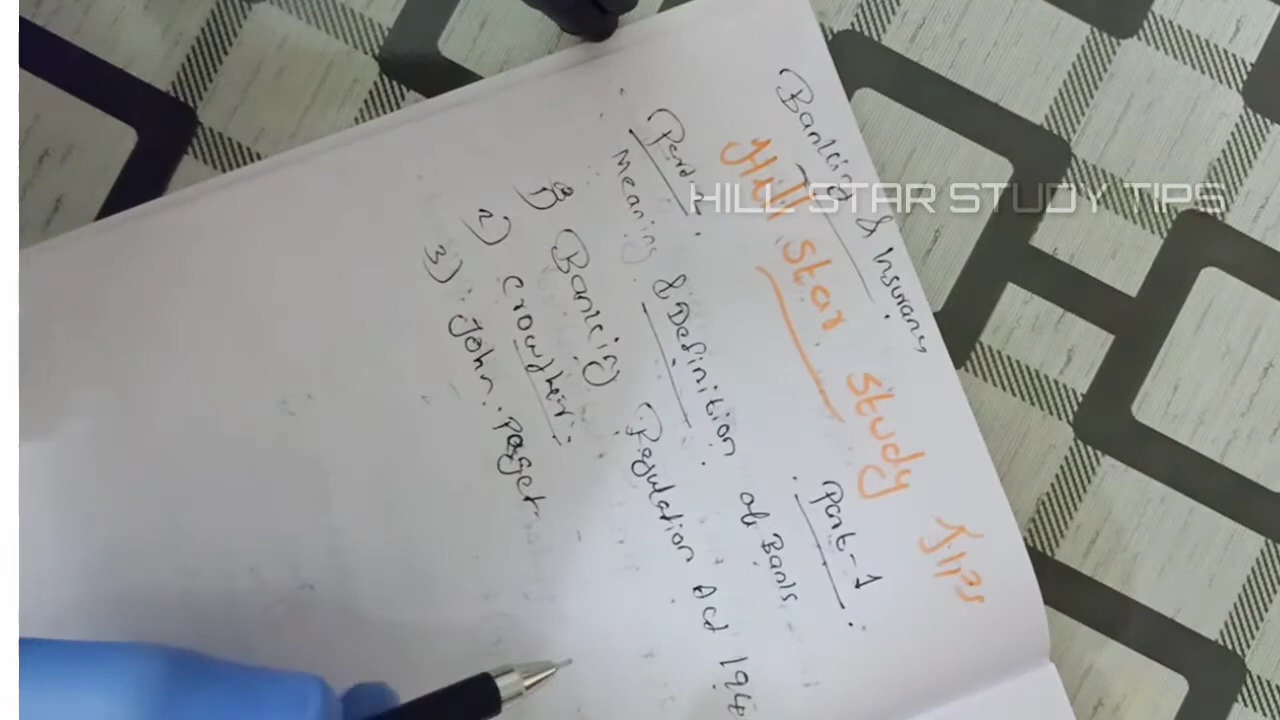 HILL STAR STUDY TIPS
Banking & Insurance
Hill star study Tips
Part-1
Meaning & Definition of Bank
1) Banking Regulation Act 194
2) Crowther
3) John. Paget